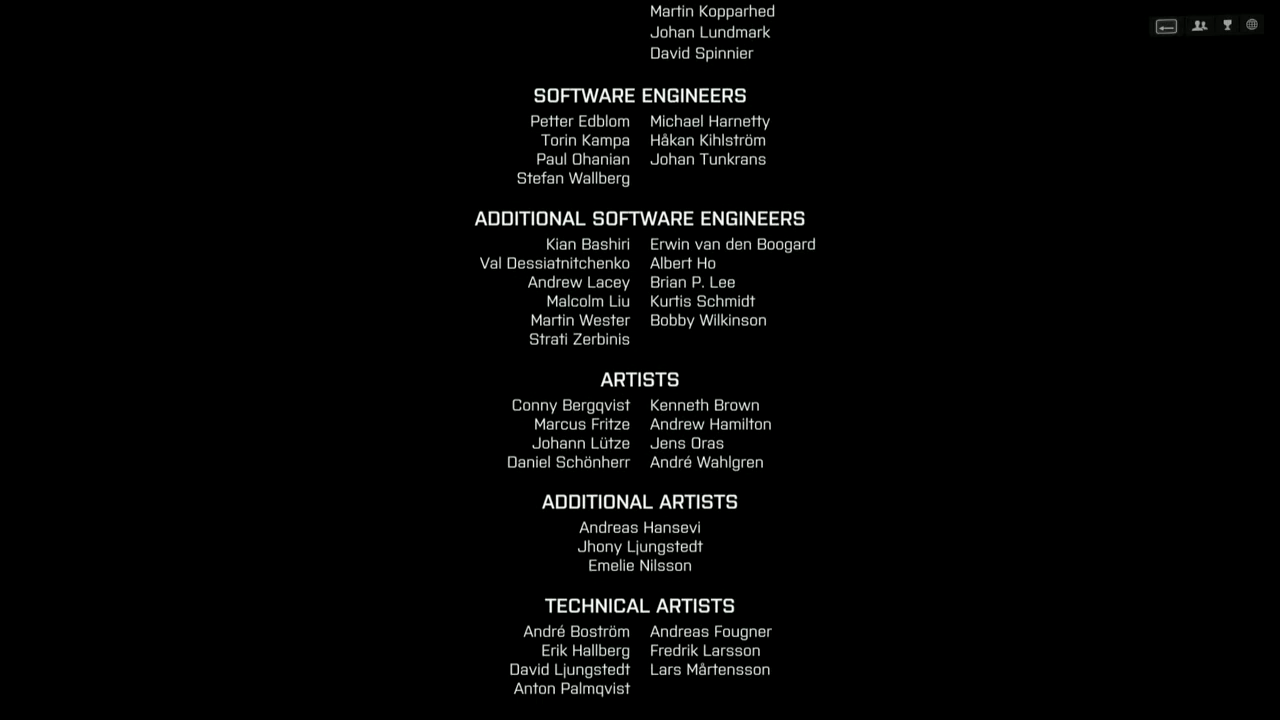 Martin Kopparhed
Johan Lundmark
David Spinnier
SOFTWARE ENGINEERS
Petter Edblom Michael Harnetty
Torin Kampa Håkan Kihlström
Paul Ohanian Johan Tunkrans
Stefan Wallberg
ADDITIONAL SOFTWARE ENGINEERS
Kian Bashiri Erwin van den Boogard
Val Dessiatnitchenko Albert Ho
Andrew Lacey Brian P. Lee
Malcolm Liu Kurtis Schmidt
Martin Wester Bobby Wilkinson
Strati Zerbinis
ARTISTS
Conny Bergqvist Kenneth Brown
Marcus Fritze Andrew Hamilton
Johann Lütze Jens Oras
Daniel Schönherr André Wahlgren
ADDITIONAL ARTISTS
Andreas Hansevi
Jhony Ljungstedt
Emelie Nilsson
TECHNICAL ARTISTS
André Boström Andreas Fougner
Erik Hallberg Fredrik Larsson
David Ljungstedt Lars Mårtensson
Anton Palmqvist